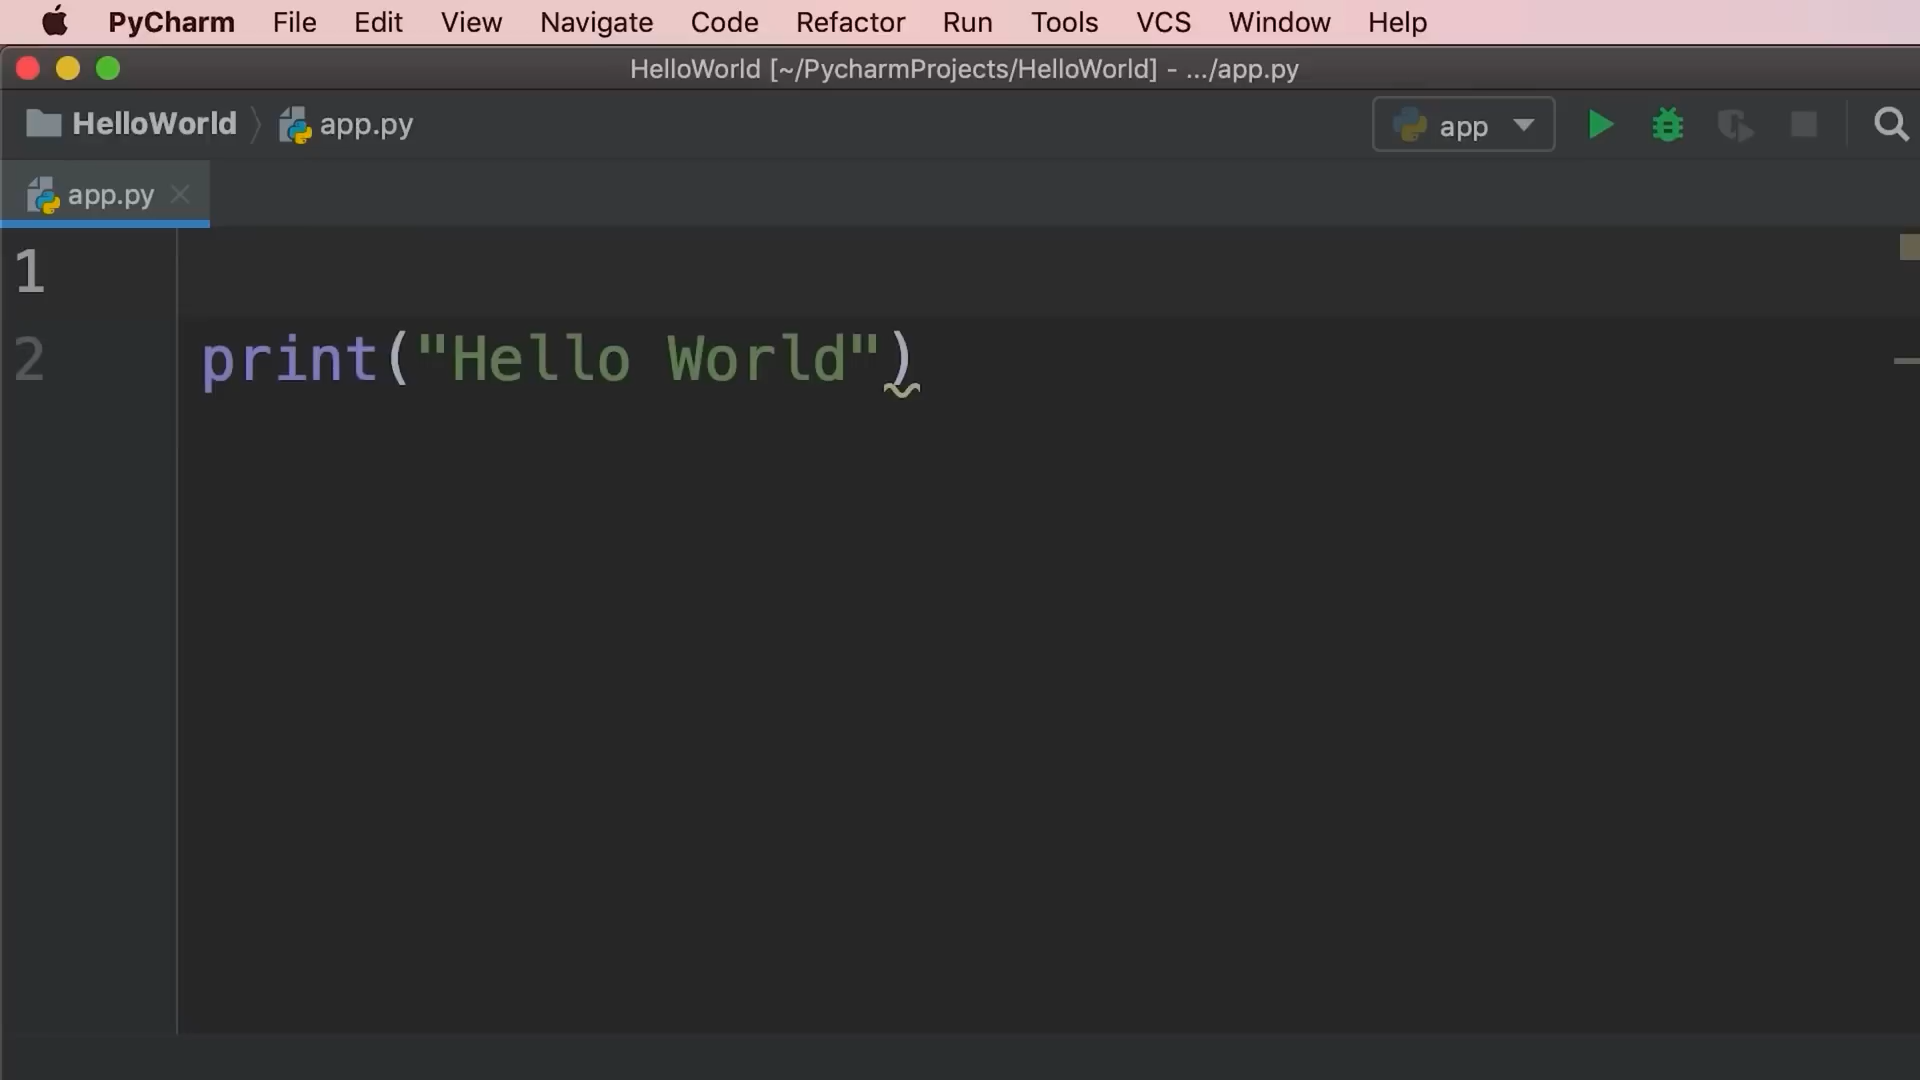 PyCharm File Edit View Navigate Code Refactor Run Tools VCS Window Help
HelloWorld [~/PycharmProjects/HelloWorld] - .../app.py
HelloWorld app.py app
app.py
1
2 print("Hello World")